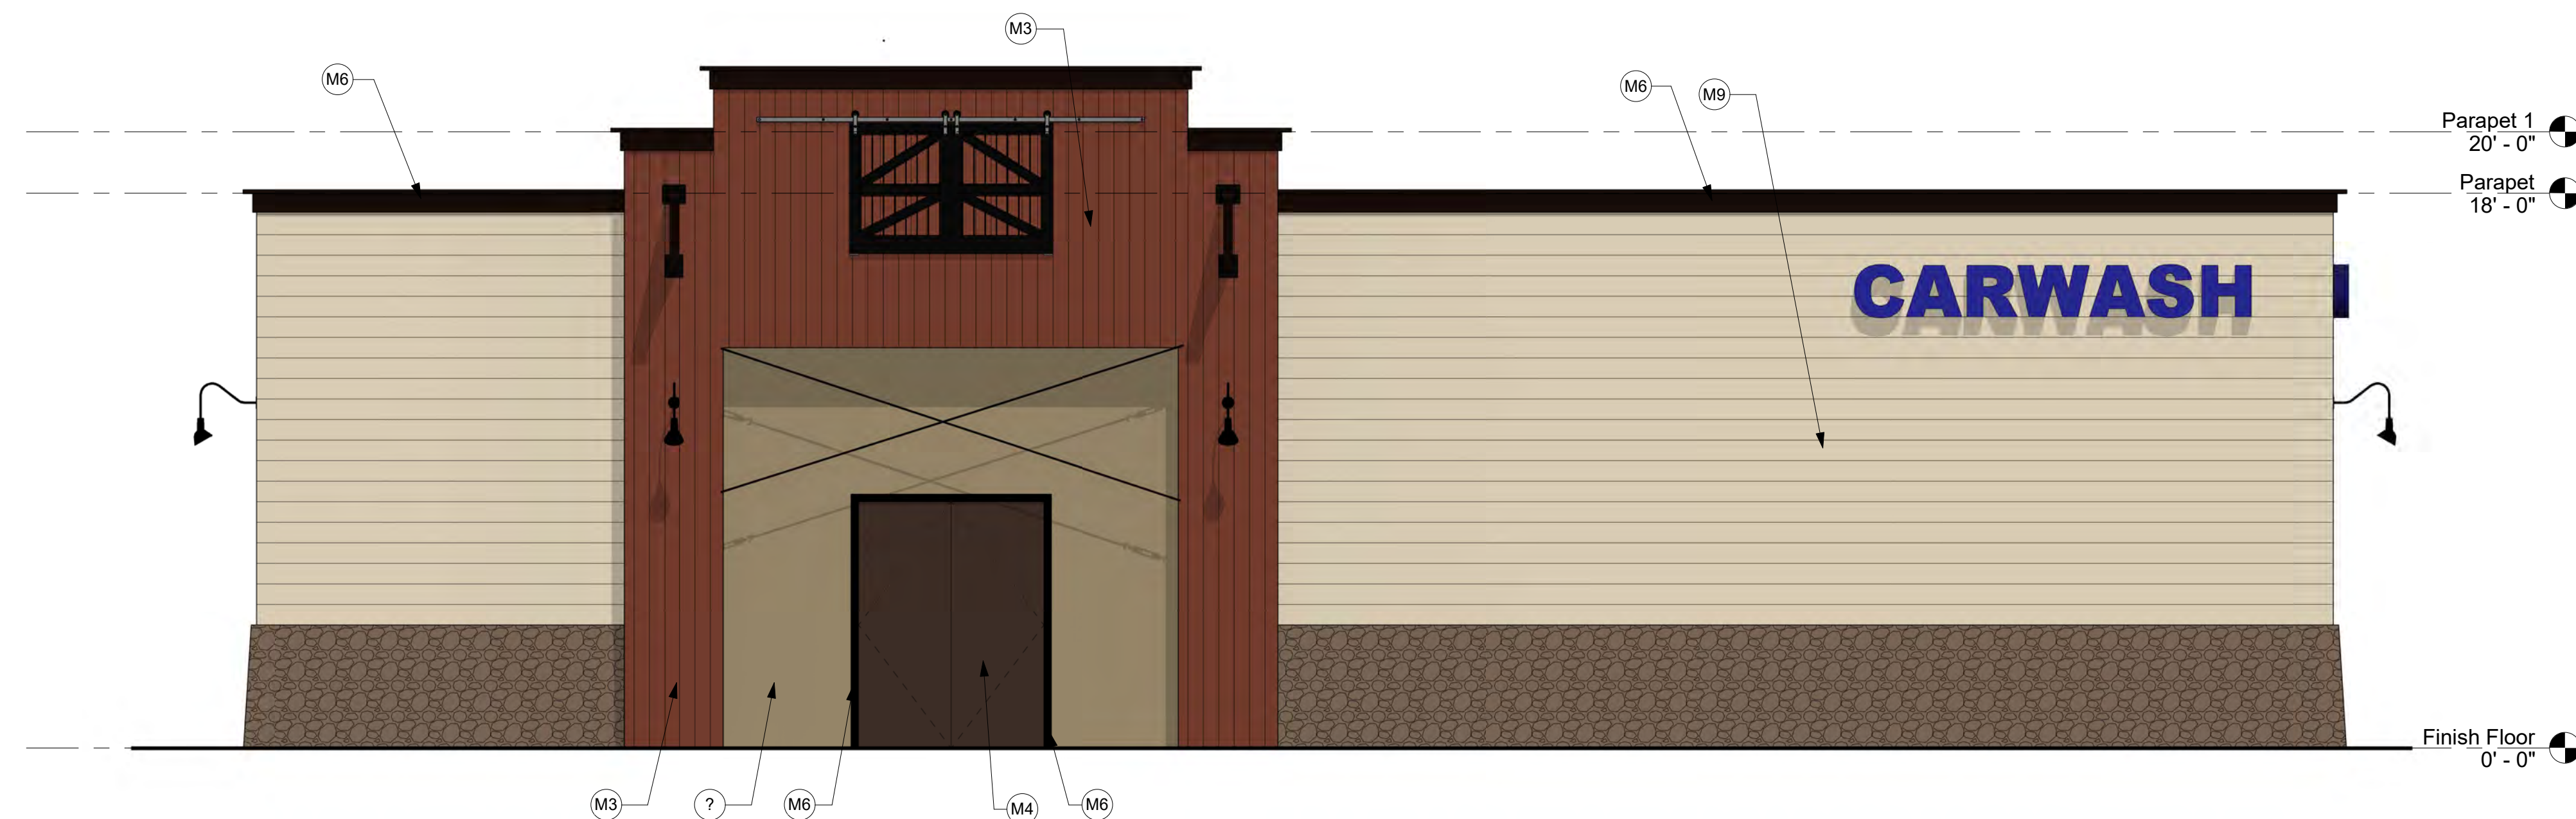 M3
M6
M6
M9
Parapet 1
20' - 0"
Parapet
18' - 0"
CARWASH
Finish Floor
0' - 0"
M3
?
M6
M4
M6